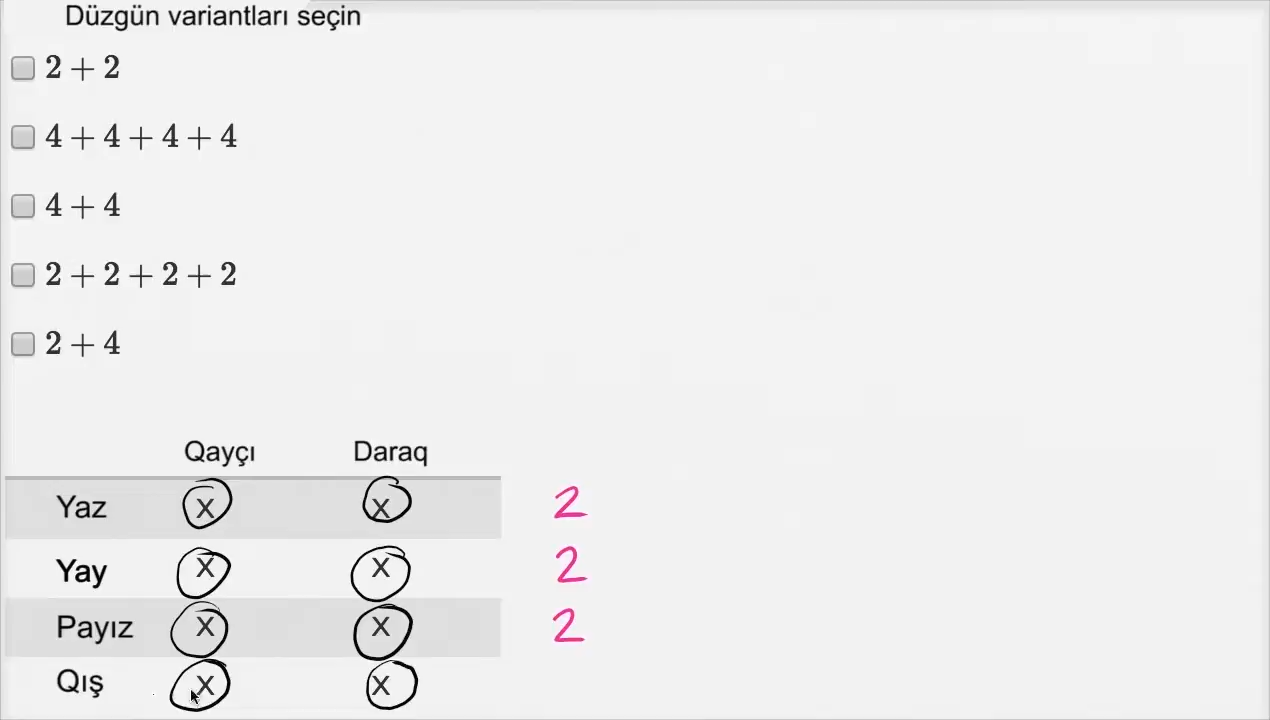 Düzgün variantları seçin
2 + 2
4 + 4 + 4 + 4
4 + 4
2 + 2 + 2 + 2
2 + 4
Qayçı Daraq
Yaz X X 2
Yay X X 2
Payız X X 2
Qış X X